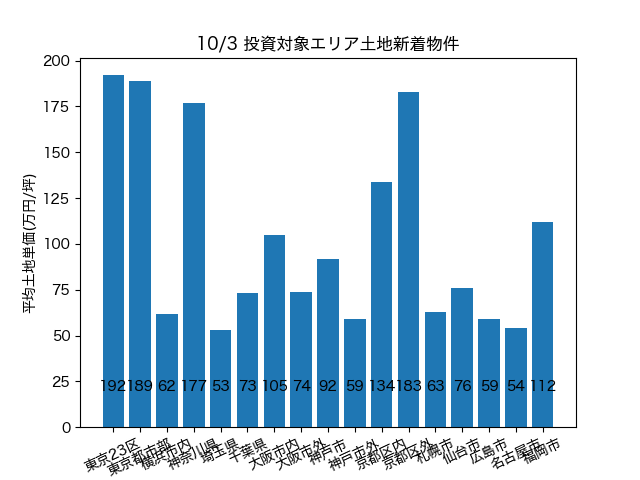 10/3 投資対象エリア土地新着物件
平均土地単価(万円/坪)
200
175
150
125
100
75
50
25
0
192 189 62 177 53 73 105 74 92 59 134 183 63 76 59 54 112
東京23区
東京都市部
横浜市内
神奈川県
埼玉県
千葉県
大阪市内
大阪市外
神戸市
神戸市外
京都区内
京都区外
札幌市
仙台市
広島市
名古屋市
福岡市